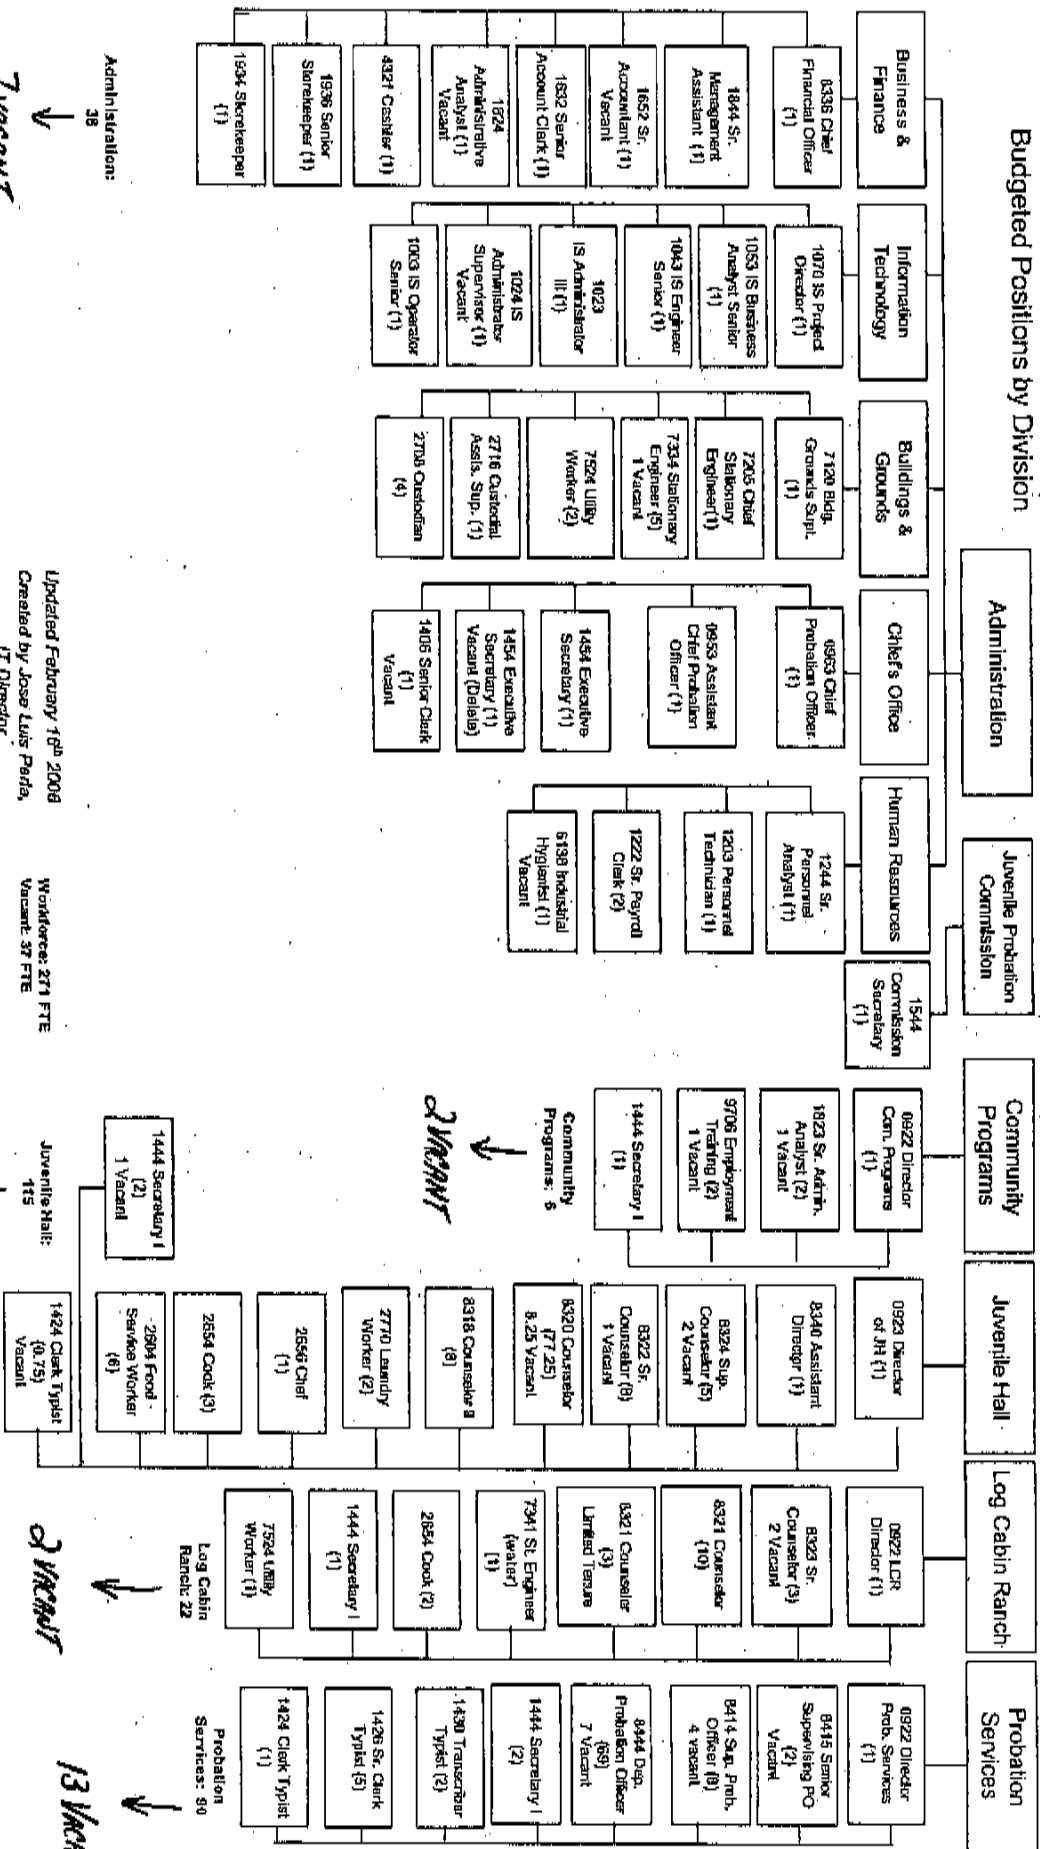 Budgeted Positions by Division
Administration
Juvenile Probation
Commission
1544
Commission
Secretary
(1)
Business &
Finance
8336 Chief
Financial Officer
(1)
1844 Sr.
Management
Assistant (1)
1652 Sr.
Accountant (1)
Vacant
1632 Senior
Account Clerk (1)
1824
Administrative
Analyst (1)
Vacant
4321 Cashier (1)
1936 Senior
Storekeeper (1)
1934 Storekeeper
(1)
Administration:
38
7 VACANT
Information
Technology
1070 IS Project
Director (1)
1053 IS Business
Analyst Senior
(1)
1043 IS Engineer
Senior (1)
1023
IS Administrator
III (1)
1024 IS
Administrator
Supervisor (1)
Vacant
1003 IS Operator
Senior (1)
Buildings &
Grounds
7120 Bldg.
Grounds Supt.
(1)
7205 Chief
Stationary
Engineer(1)
7334 Stationary
Engineer (5)
1 Vacant
7524 Utility
Worker (2)
2716 Custodial
Assis. Sup. (1)
2708 Custodian
(4)
Chief's Office
0963 Chief
Probation Officer
(1)
0953 Assistant
Chief Probation
Officer (1)
1454 Executive
Secretary (1)
1454 Executive
Secretary (1)
Vacant (Delete)
1406 Senior Clerk
(1)
Vacant
Human Resources
1244 Sr.
Personnel
Analyst (1)
1203 Personnel
Technician (1)
1222 Sr. Payroll
Clerk (2)
6138 Industrial
Hygienist (1)
Vacant
Updated February 16th 2006
Created by Jose Luis Perla,
IT Director
Workforce: 271 FTE
Vacant: 37 FTE
Community
Programs
0922 Director
Com. Programs
(1)
1823 Sr. Admin.
Analyst (2)
1 Vacant
9706 Employment
Training (2)
1 Vacant
1444 Secretary I
(1)
Community
Programs: 6
2 VACANT
Juvenile Hall
0923 Director
of JH (1)
8340 Assistant
Director (1)
8324 Sup.
Counselor (5)
2 Vacant
8322 Sr.
Counselor (8)
1 Vacant
8320 Counselor
(77.25)
8.25 Vacant
8318 Counselor II
(8)
2770 Laundry
Worker (2)
2656 Chef
(1)
2654 Cook (3)
2604 Food
Service Worker
(6)
1424 Clerk Typist
(0.75)
Vacant
1444 Secretary I
(2)
1 Vacant
Juvenile Hall:
115
Log Cabin Ranch
0922 LCR
Director (1)
8323 Sr.
Counselor (3)
2 Vacant
8321 Counselor
(10)
8321 Counselor
(3)
Limited Tenure
7341 St. Engineer
(water)
(1)
2654 Cook (2)
1444 Secretary I
(1)
7524 Utility
Worker (1)
Log Cabin
Ranch: 22
2 VACANT
Probation
Services
0922 Director
Prob. Services
(1)
8415 Senior
Supervising PO
(2)
Vacant
8414 Sup. Prob.
Officer (8)
4 vacant
8444 Dep.
Probation Officer
(69)
7 Vacant
1444 Secretary I
(2)
1430 Transcriber
Typist (2)
1426 Sr. Clerk
Typist (5)
1424 Clerk Typist
(1)
Probation
Services: 90